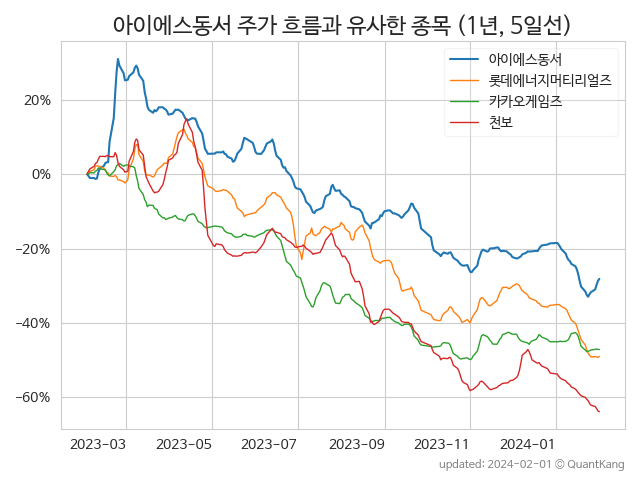 아이에스동서 주가 흐름과 유사한 종목 (1년, 5일선)
아이에스동서
롯데에너지머티리얼즈
카카오게임즈
천보
20%
0%
−20%
−40%
−60%
2023-03 2023-05 2023-07 2023-09 2023-11 2024-01
updated: 2024-02-01 © QuantKang